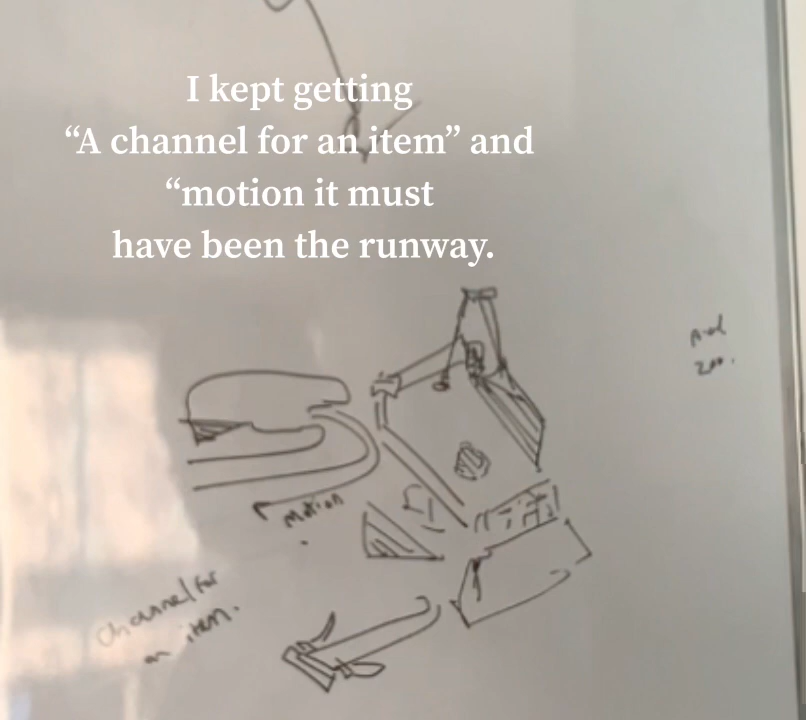 I kept getting
“A channel for an item” and
“motion it must
have been the runway.
Motion
Channel for
an item.